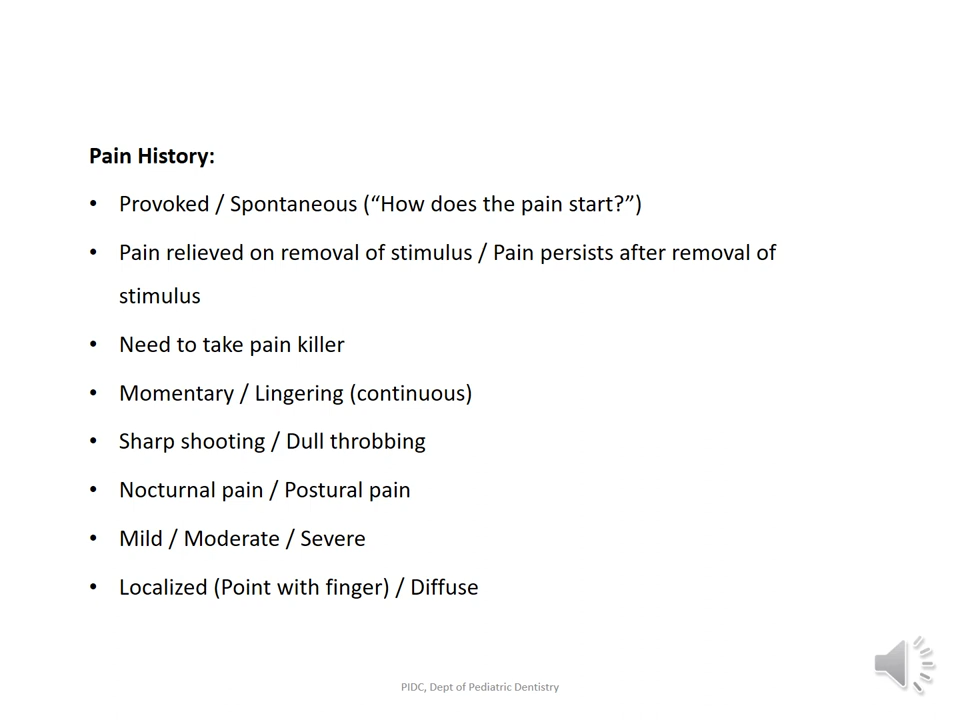 Pain History:
• Provoked / Spontaneous (“How does the pain start?”)
• Pain relieved on removal of stimulus / Pain persists after removal of
stimulus
• Need to take pain killer
• Momentary / Lingering (continuous)
• Sharp shooting / Dull throbbing
• Nocturnal pain / Postural pain
• Mild / Moderate / Severe
• Localized (Point with finger) / Diffuse
PIDC, Dept of Pediatric Dentistry